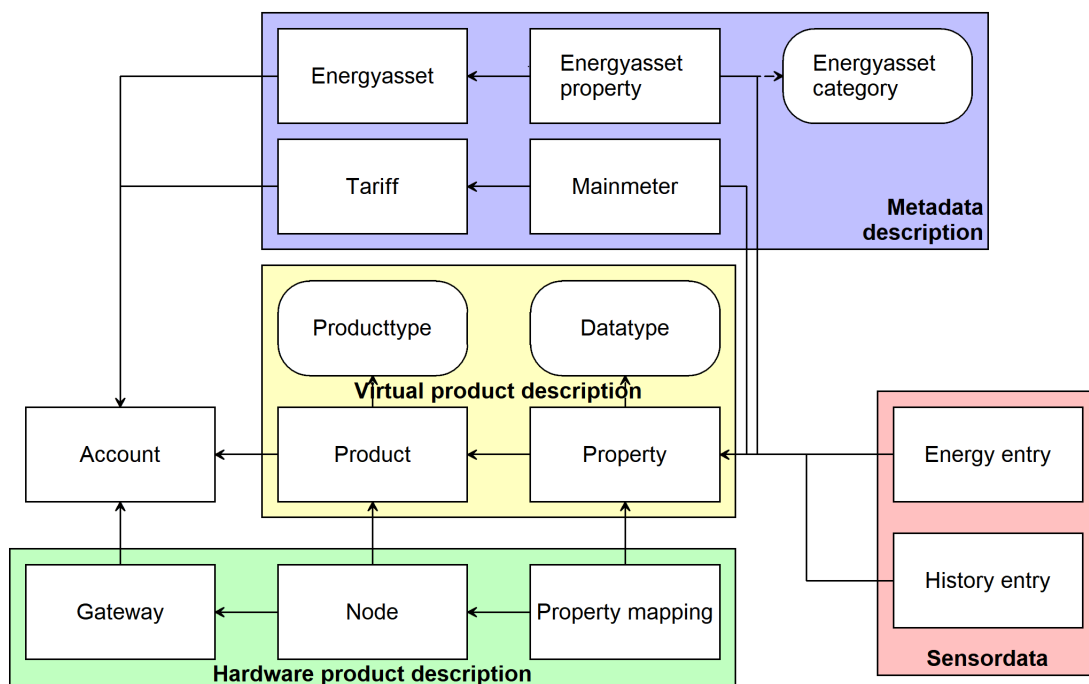 Energyasset
Energyasset
property
Energyasset
category
Tariff
Mainmeter
Metadata
description
Producttype
Datatype
Virtual product description
Account
Product
Property
Energy entry
History entry
Gateway
Node
Property mapping
Hardware product description
Sensordata